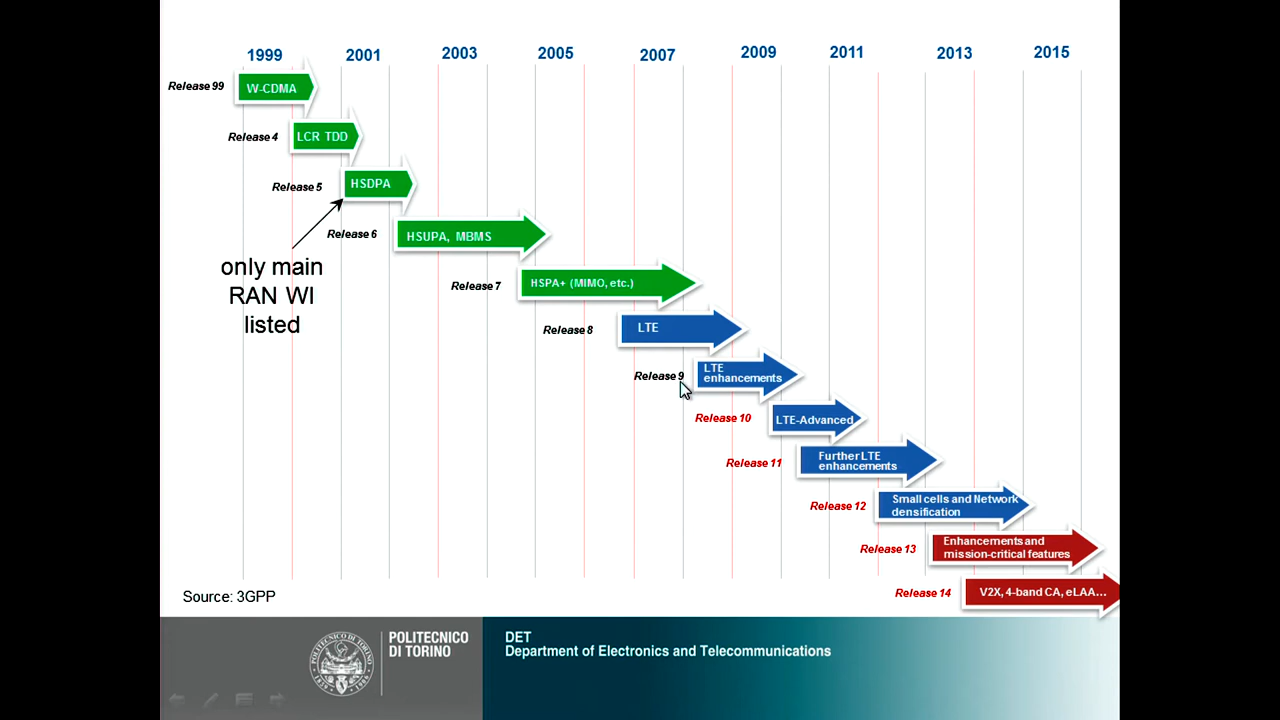 1999 2001 2003 2005 2007 2009 2011 2013 2015
Release 99 W-CDMA
Release 4 LCR TDD
Release 5 HSDPA
Release 6 HSUPA, MBMS
only main
RAN WI
listed
Release 7 HSPA+ (MIMO, etc.)
Release 8 LTE
Release 9 LTE
enhancements
Release 10 LTE-Advanced
Release 11 Further LTE
enhancements
Release 12 Small cells and Network
densification
Release 13 Enhancements and
mission-critical features
Release 14 V2X, 4-band CA, eLAA...
Source: 3GPP
POLITECNICO
DI TORINO
DET
Department of Electronics and Telecommunications